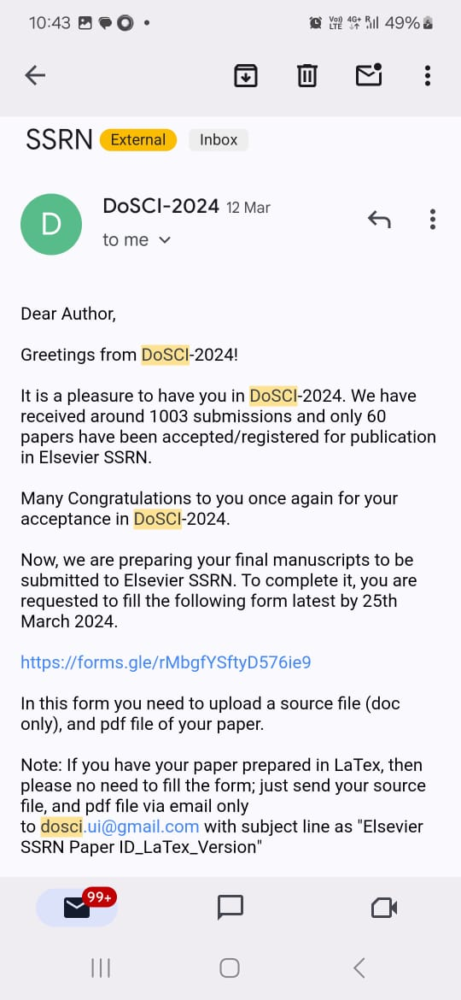 10:43
Vo)) LTE 4G+ R 49%
SSRN External Inbox
D
DoSCI-2024 12 Mar
to me
Dear Author,
Greetings from DoSCI-2024!
It is a pleasure to have you in DoSCI-2024. We have
received around 1003 submissions and only 60
papers have been accepted/registered for publication
in Elsevier SSRN.
Many Congratulations to you once again for your
acceptance in DoSCI-2024.
Now, we are preparing your final manuscripts to be
submitted to Elsevier SSRN. To complete it, you are
requested to fill the following form latest by 25th
March 2024.
https://forms.gle/rMbgfYSftyD576ie9
In this form you need to upload a source file (doc
only), and pdf file of your paper.
Note: If you have your paper prepared in LaTex, then
please no need to fill the form; just send your source
file, and pdf file via email only
to dosci.ui@gmail.com with subject line as "Elsevier
SSRN Paper ID_LaTex_Version"
99+